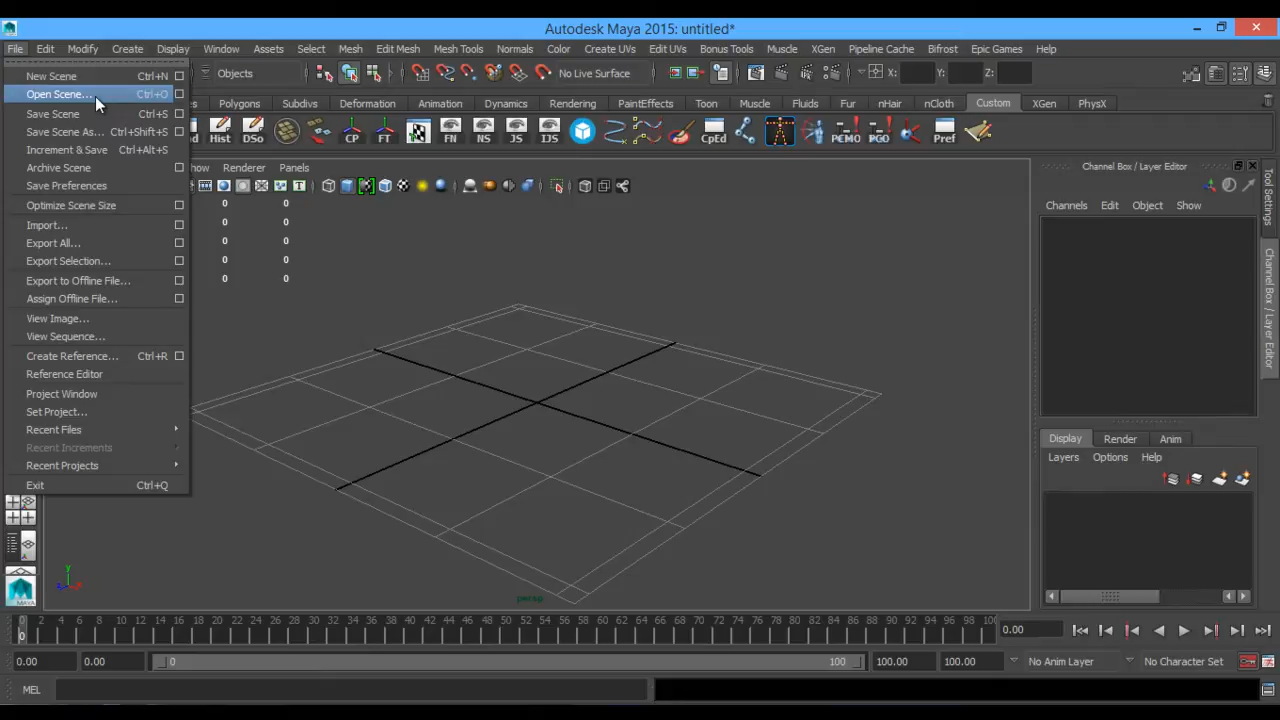 Autodesk Maya 2015: untitled*
File Edit Modify Create Display Window Assets Select Mesh Edit Mesh Mesh Tools Normals Color Create UVs Edit UVs Bonus Tools Muscle XGen Pipeline Cache Bifrost Epic Games Help
Objects No Live Surface X: Y: Z:
Polygons Subdivs Deformation Animation Dynamics Rendering PaintEffects Toon Muscle Fluids Fur nHair nCloth Custom XGen PhysX
Hist DSo CP FT FN NS JS IJS CpEd PCMO PGO Pref
New Scene Ctrl+N
Open Scene... Ctrl+O
Save Scene Ctrl+S
Save Scene As... Ctrl+Shift+S
Increment & Save Ctrl+Alt+S
Archive Scene
Save Preferences
Optimize Scene Size
Import...
Export All...
Export Selection...
Export to Offline File...
Assign Offline File...
View Image...
View Sequence...
Create Reference... Ctrl+R
Reference Editor
Project Window
Set Project...
Recent Files
Recent Increments
Recent Projects
Exit Ctrl+Q
Renderer Panels
0 0
0 0
0 0
0 0
0 0
persp
y
MAYA
Channel Box / Layer Editor
Channels Edit Object Show
Tool Settings
Channel Box / Layer Editor
Display Render Anim
Layers Options Help
0 2 4 6 8 10 12 14 16 18 20 22 24 26 28 30 32 34 36 38 40 42 44 46 48 50 52 54 56 58 60 62 64 66 68 70 72 74 76 78 80 82 84 86 88 90 92 94 96 98
0 0.00
0.00 0.00 0 100 100.00 100.00 No Anim Layer No Character Set
MEL